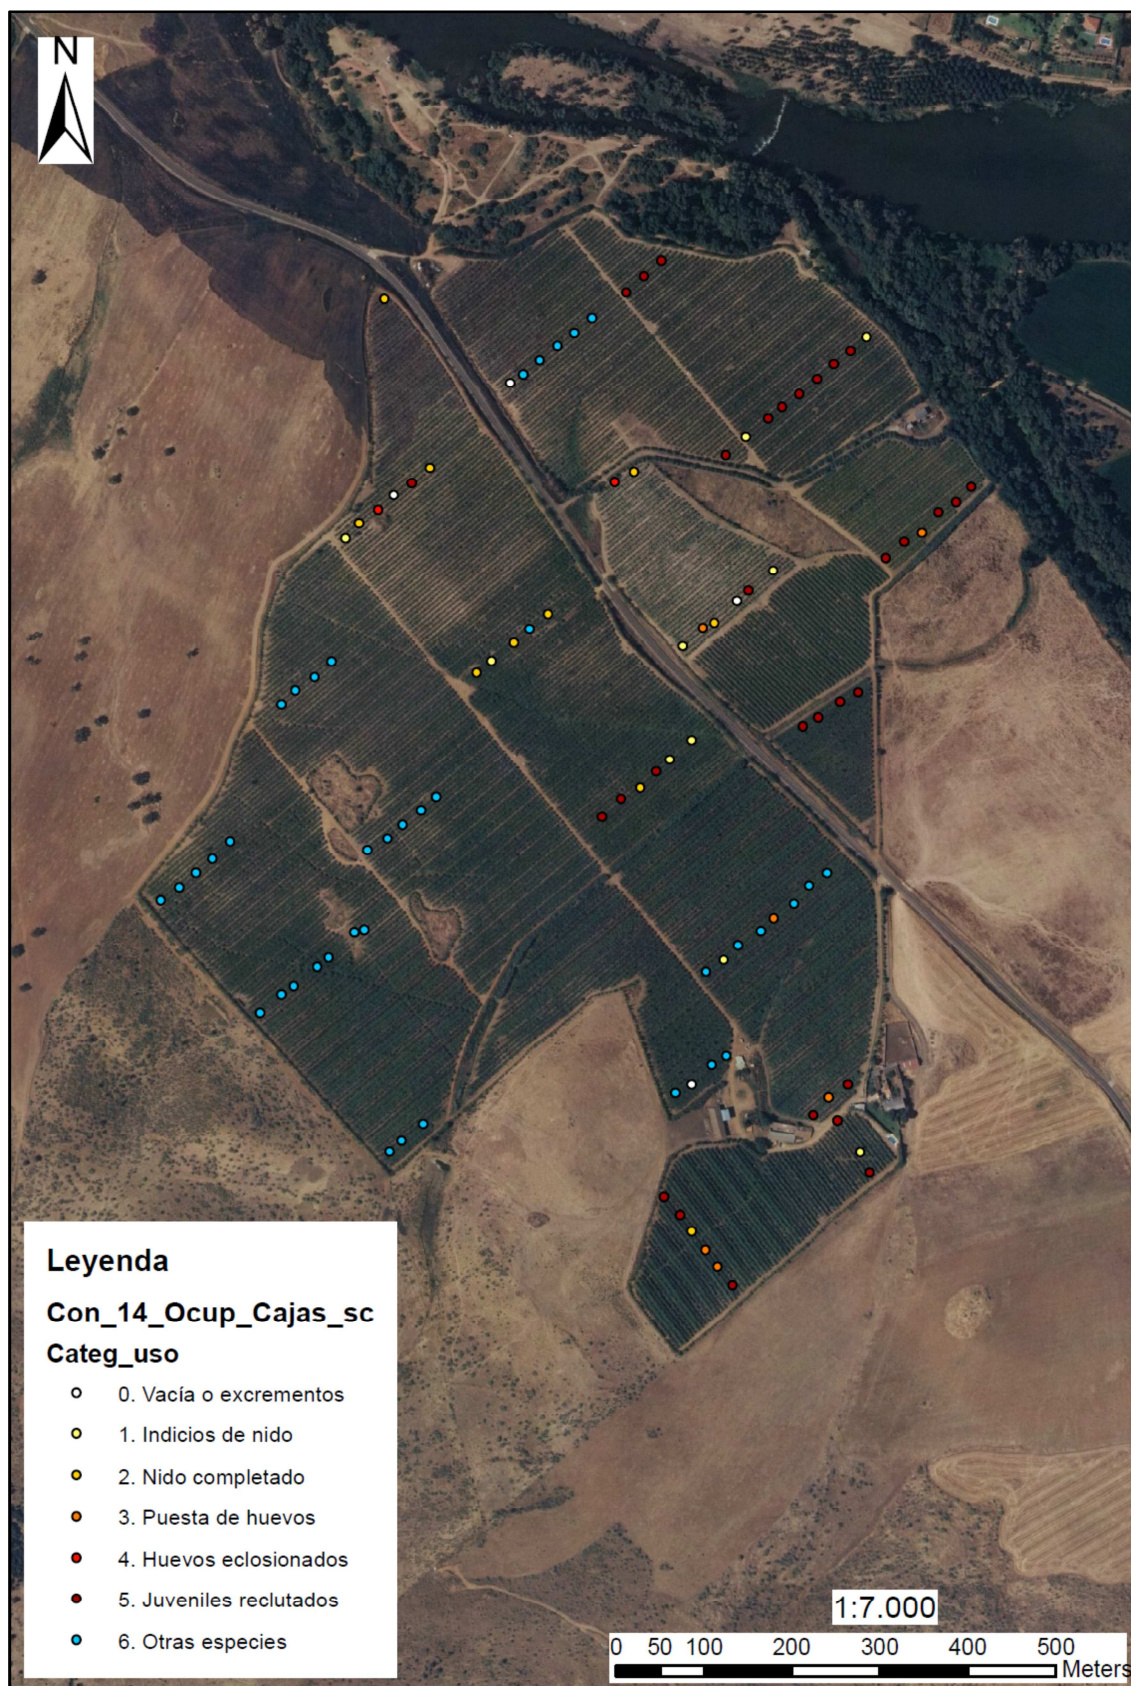 N
Leyenda
Con_14_Ocup_Cajas_sc
Categ_uso
0. Vacía o excrementos
1. Indicios de nido
2. Nido completado
3. Puesta de huevos
4. Huevos eclosionados
5. Juveniles reclutados
6. Otras especies
1:7.000
0 50 100 200 300 400 500
Meters